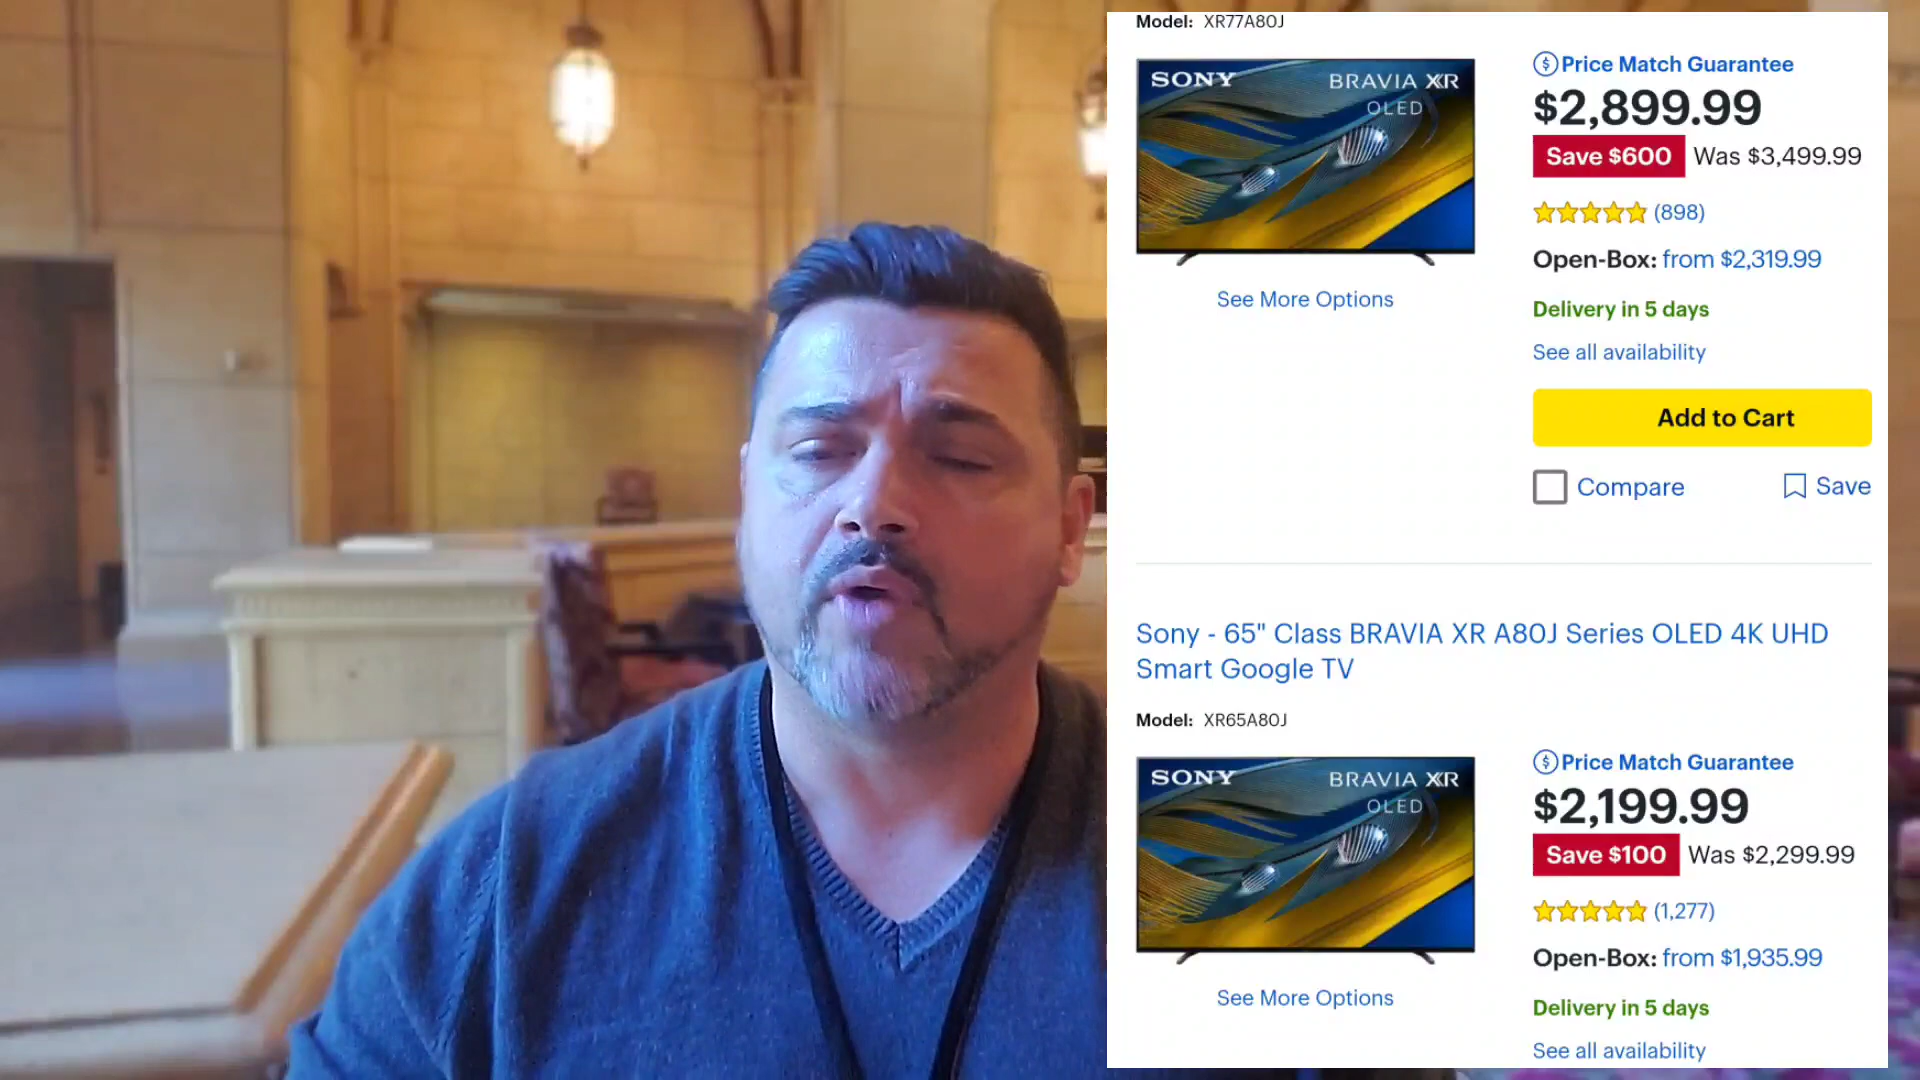 Model: XR77A80J
SONY
BRAVIA XR
OLED
See More Options
Price Match Guarantee
$2,899.99
Save $600 Was $3,499.99
(898)
Open-Box: from $2,319.99
Delivery in 5 days
See all availability
Add to Cart
Compare
Save
Sony - 65" Class BRAVIA XR A80J Series OLED 4K UHD
Smart Google TV
Model: XR65A80J
SONY
BRAVIA XR
OLED
See More Options
Price Match Guarantee
$2,199.99
Save $100 Was $2,299.99
(1,277)
Open-Box: from $1,935.99
Delivery in 5 days
See all availability